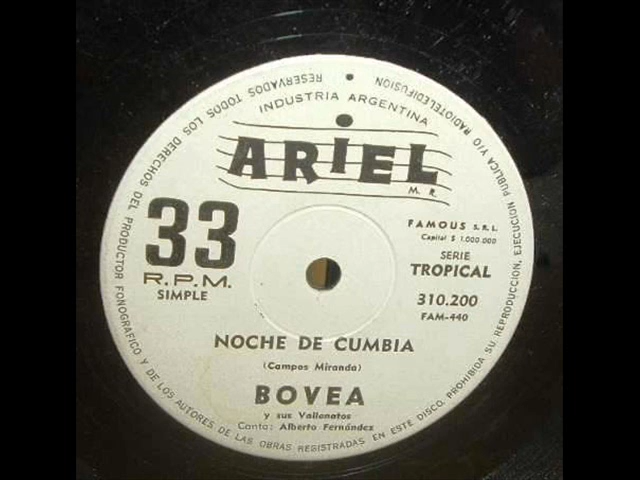 RESERVADOS TODOS LOS DERECHOS DEL PRODUCTOR FONOGRAFICO Y DE LOS AUTORES DE LAS OBRAS REGISTRADAS EN ESTE DISCO. PROHIBIDA SU REPRODUCCION, EJECUCION PUBLICA Y/O RADIOTELEDIFUSION
INDUSTRIA ARGENTINA
ARIEL
M. R.
33
R.P.M.
SIMPLE
FAMOUS S.R.L.
Capital $ 1.000.000
SERIE
TROPICAL
310.200
FAM-440
NOCHE DE CUMBIA
(Campos Miranda)
BOVEA
y sus Vallenatos
Canta: Alberto Fernández